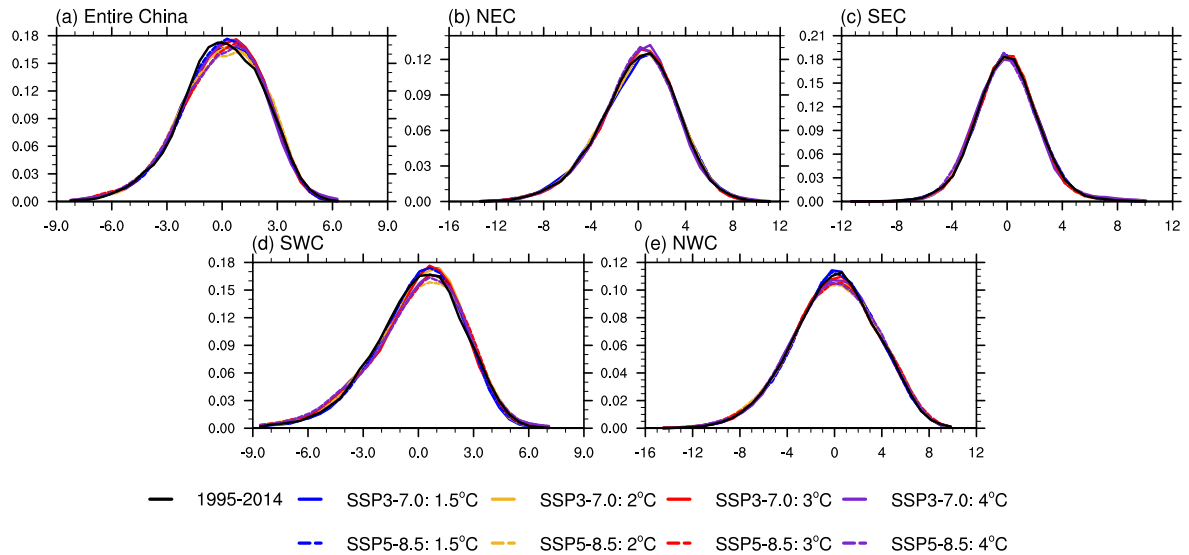 (a) Entire China
(b) NEC
(c) SEC
0.18
0.15
0.12
0.09
0.06
0.03
0.00
-9.0 -6.0 -3.0 0.0 3.0 6.0 9.0
0.12
0.09
0.06
0.03
0.00
-16 -12 -8 -4 0 4 8 12
0.21
0.18
0.15
0.12
0.09
0.06
0.03
0.00
-12 -8 -4 0 4 8 12
(d) SWC
(e) NWC
0.18
0.15
0.12
0.09
0.06
0.03
0.00
-9.0 -6.0 -3.0 0.0 3.0 6.0 9.0
0.12
0.10
0.08
0.06
0.04
0.02
0.00
-16 -12 -8 -4 0 4 8 12
1995-2014 SSP3-7.0: 1.5°C SSP3-7.0: 2°C SSP3-7.0: 3°C SSP3-7.0: 4°C
SSP5-8.5: 1.5°C SSP5-8.5: 2°C SSP5-8.5: 3°C SSP5-8.5: 4°C